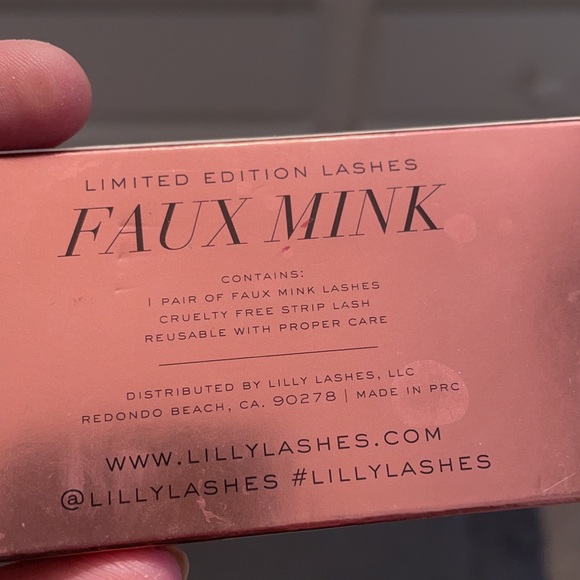 LIMITED EDITION LASHES
FAUX MINK
CONTAINS:
1 PAIR OF FAUX MINK LASHES
CRUELTY FREE STRIP LASH
REUSABLE WITH PROPER CARE
DISTRIBUTED BY LILLY LASHES, LLC
REDONDO BEACH, CA. 90278 | MADE IN PRC
WWW.LILLYLASHES.COM
@LILLYLASHES #LILLYLASHES